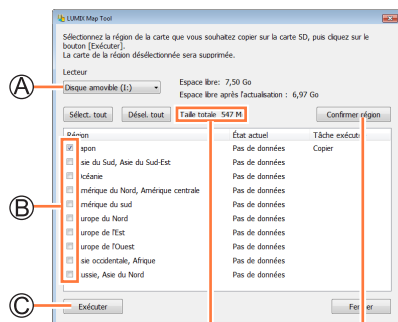 LUMIX Map Tool
Sélectionnez la région de la carte que vous souhaitez copier sur la carte SD, puis cliquez sur le
bouton [Exécuter].
La carte de la région désélectionnée sera supprimée.
Lecteur
A
Disque amovible (I:)
Espace libre: 7,50 Go
Espace libre après l'actualisation : 6,97 Go
Sélect. tout Désel. tout Taille totale 547 M Confirmer région
Région État actuel Tâche exécut
apon Pas de données Copier
sie du Sud, Asie du Sud-Est Pas de données
céanie Pas de données
mérique du Nord, Amérique centrale Pas de données
B
mérique du sud Pas de données
urope du Nord Pas de données
urope de l'Est Pas de données
urope de l'Ouest Pas de données
sie occidentale, Afrique Pas de données
ussie, Asie du Nord Pas de données
C
Exécuter Fermer